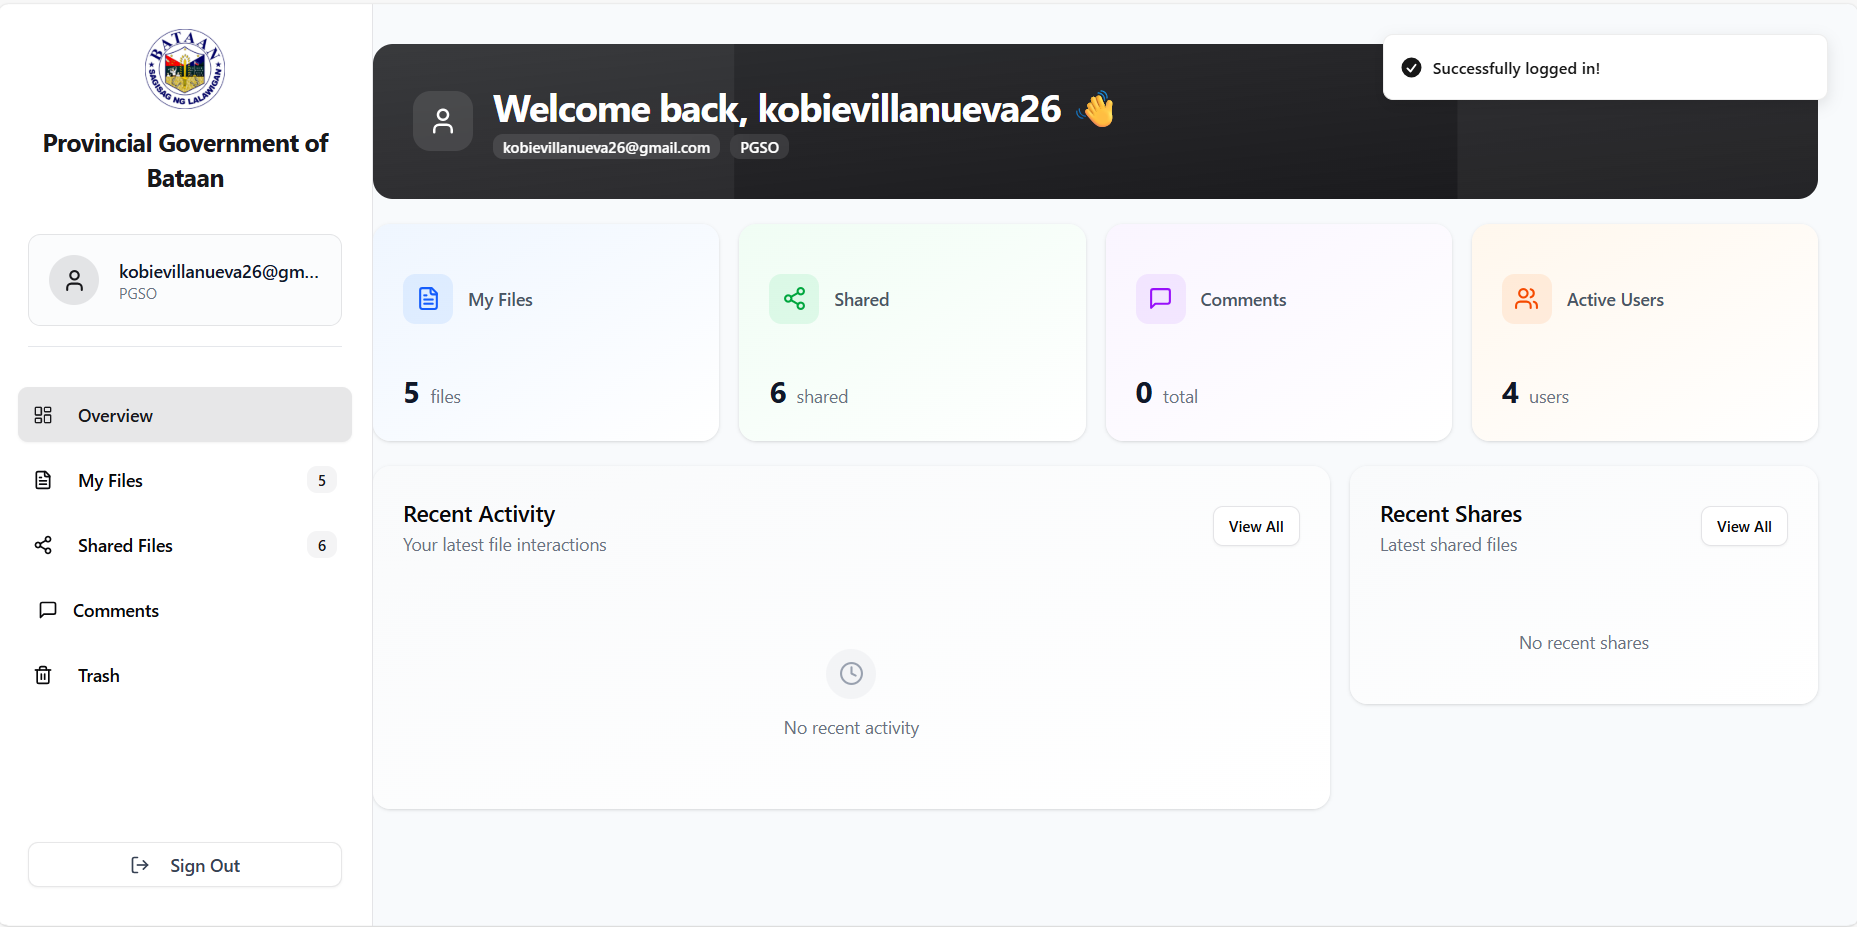 BATAAN
SAGISAG NG LALAWIGAN
Provincial Government of
Bataan
kobievillanueva26@gm...
PGSO
Overview
My Files 5
Shared Files 6
Comments
Trash
Sign Out
Welcome back, kobievillanueva26 👋
kobievillanueva26@gmail.com PGSO
Successfully logged in!
My Files
5 files
Shared
6 shared
Comments
0 total
Active Users
4 users
Recent Activity
Your latest file interactions
View All
No recent activity
Recent Shares
Latest shared files
View All
No recent shares